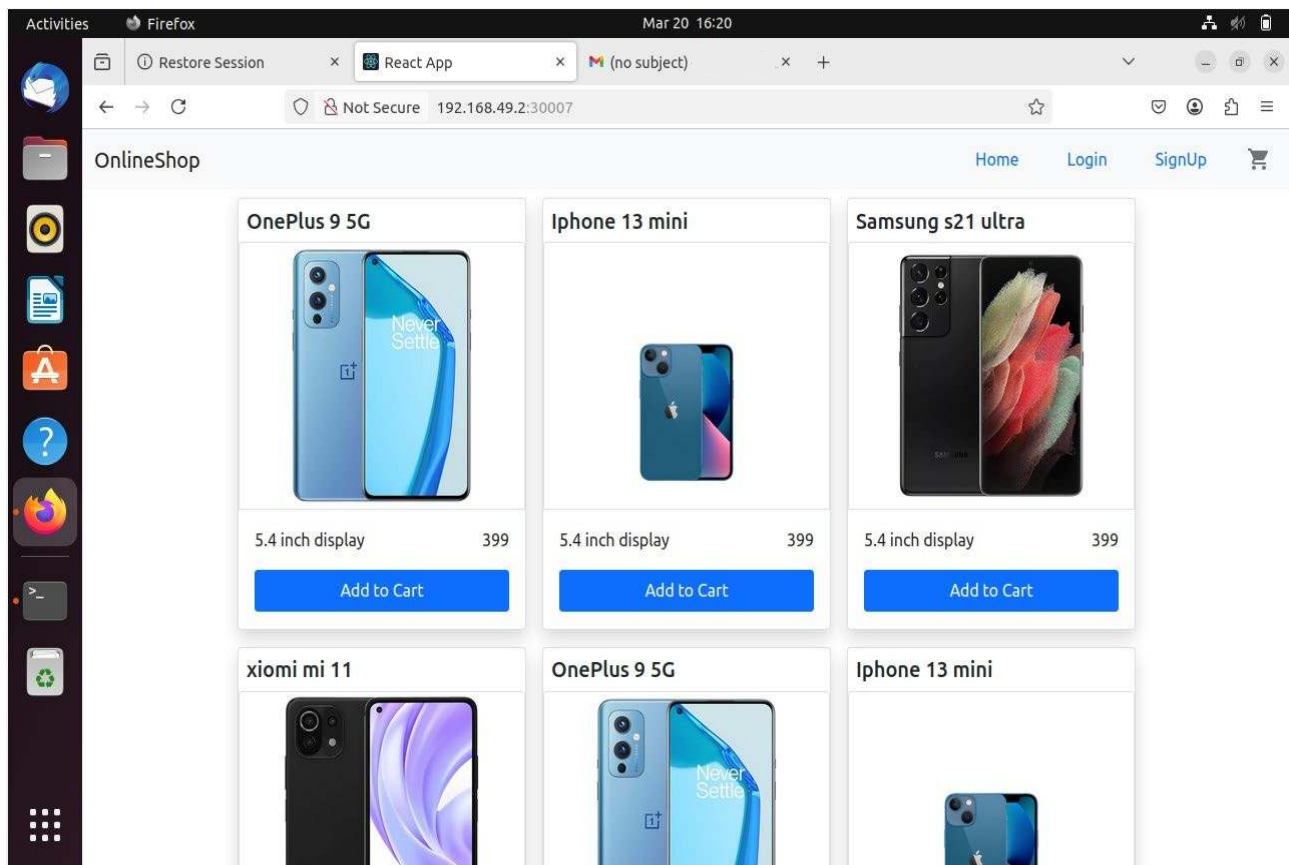 Activities Firefox Mar 20 16:20
Restore Session React App (no subject)
Not Secure 192.168.49.2:30007
OnlineShop Home Login SignUp
OnePlus 9 5G Iphone 13 mini Samsung s21 ultra
Never
Settle
SAMSUNG
5.4 inch display 399 5.4 inch display 399 5.4 inch display 399
Add to Cart Add to Cart Add to Cart
xiomi mi 11 OnePlus 9 5G Iphone 13 mini
Never
Settle